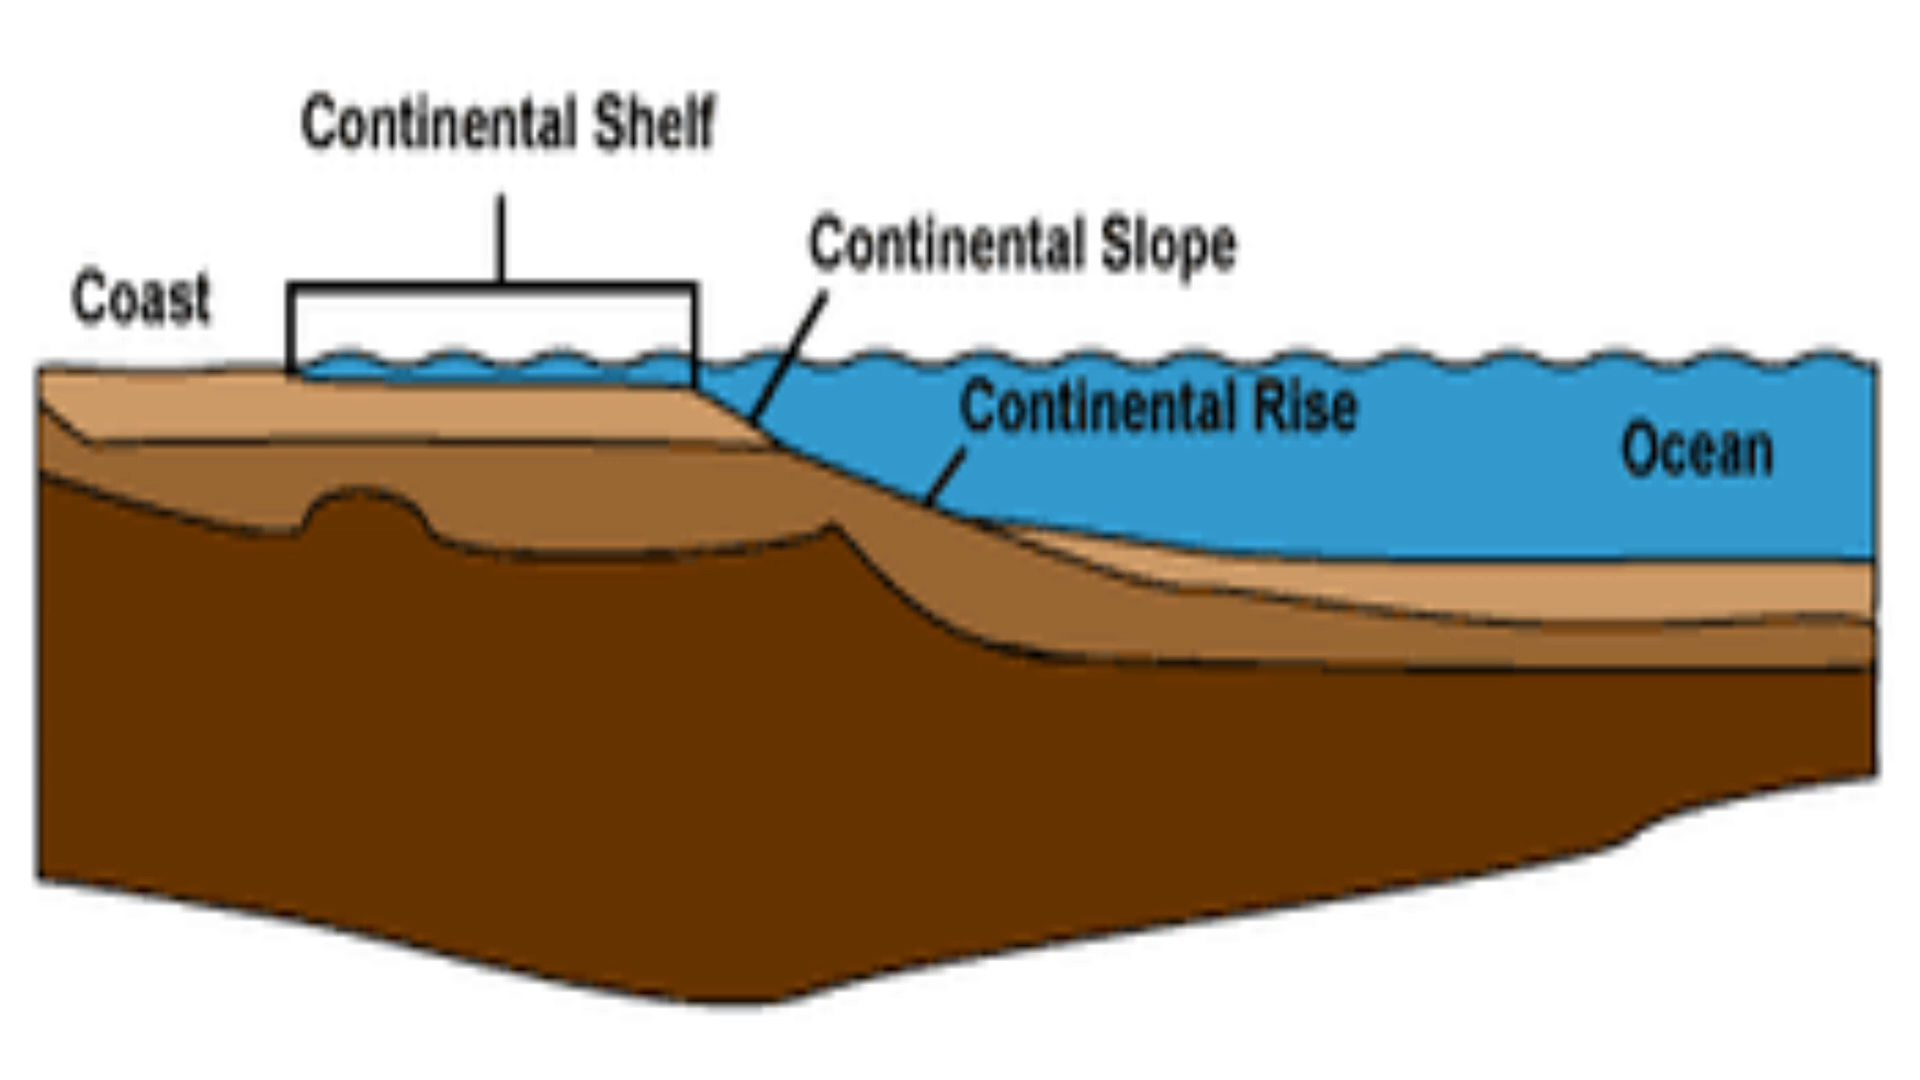 Continental Shelf
Continental Slope
Coast
Continental Rise
Ocean